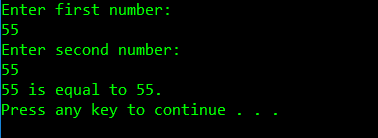 Enter first number:
55
Enter second number:
55
55 is equal to 55.
Press any key to continue . . .